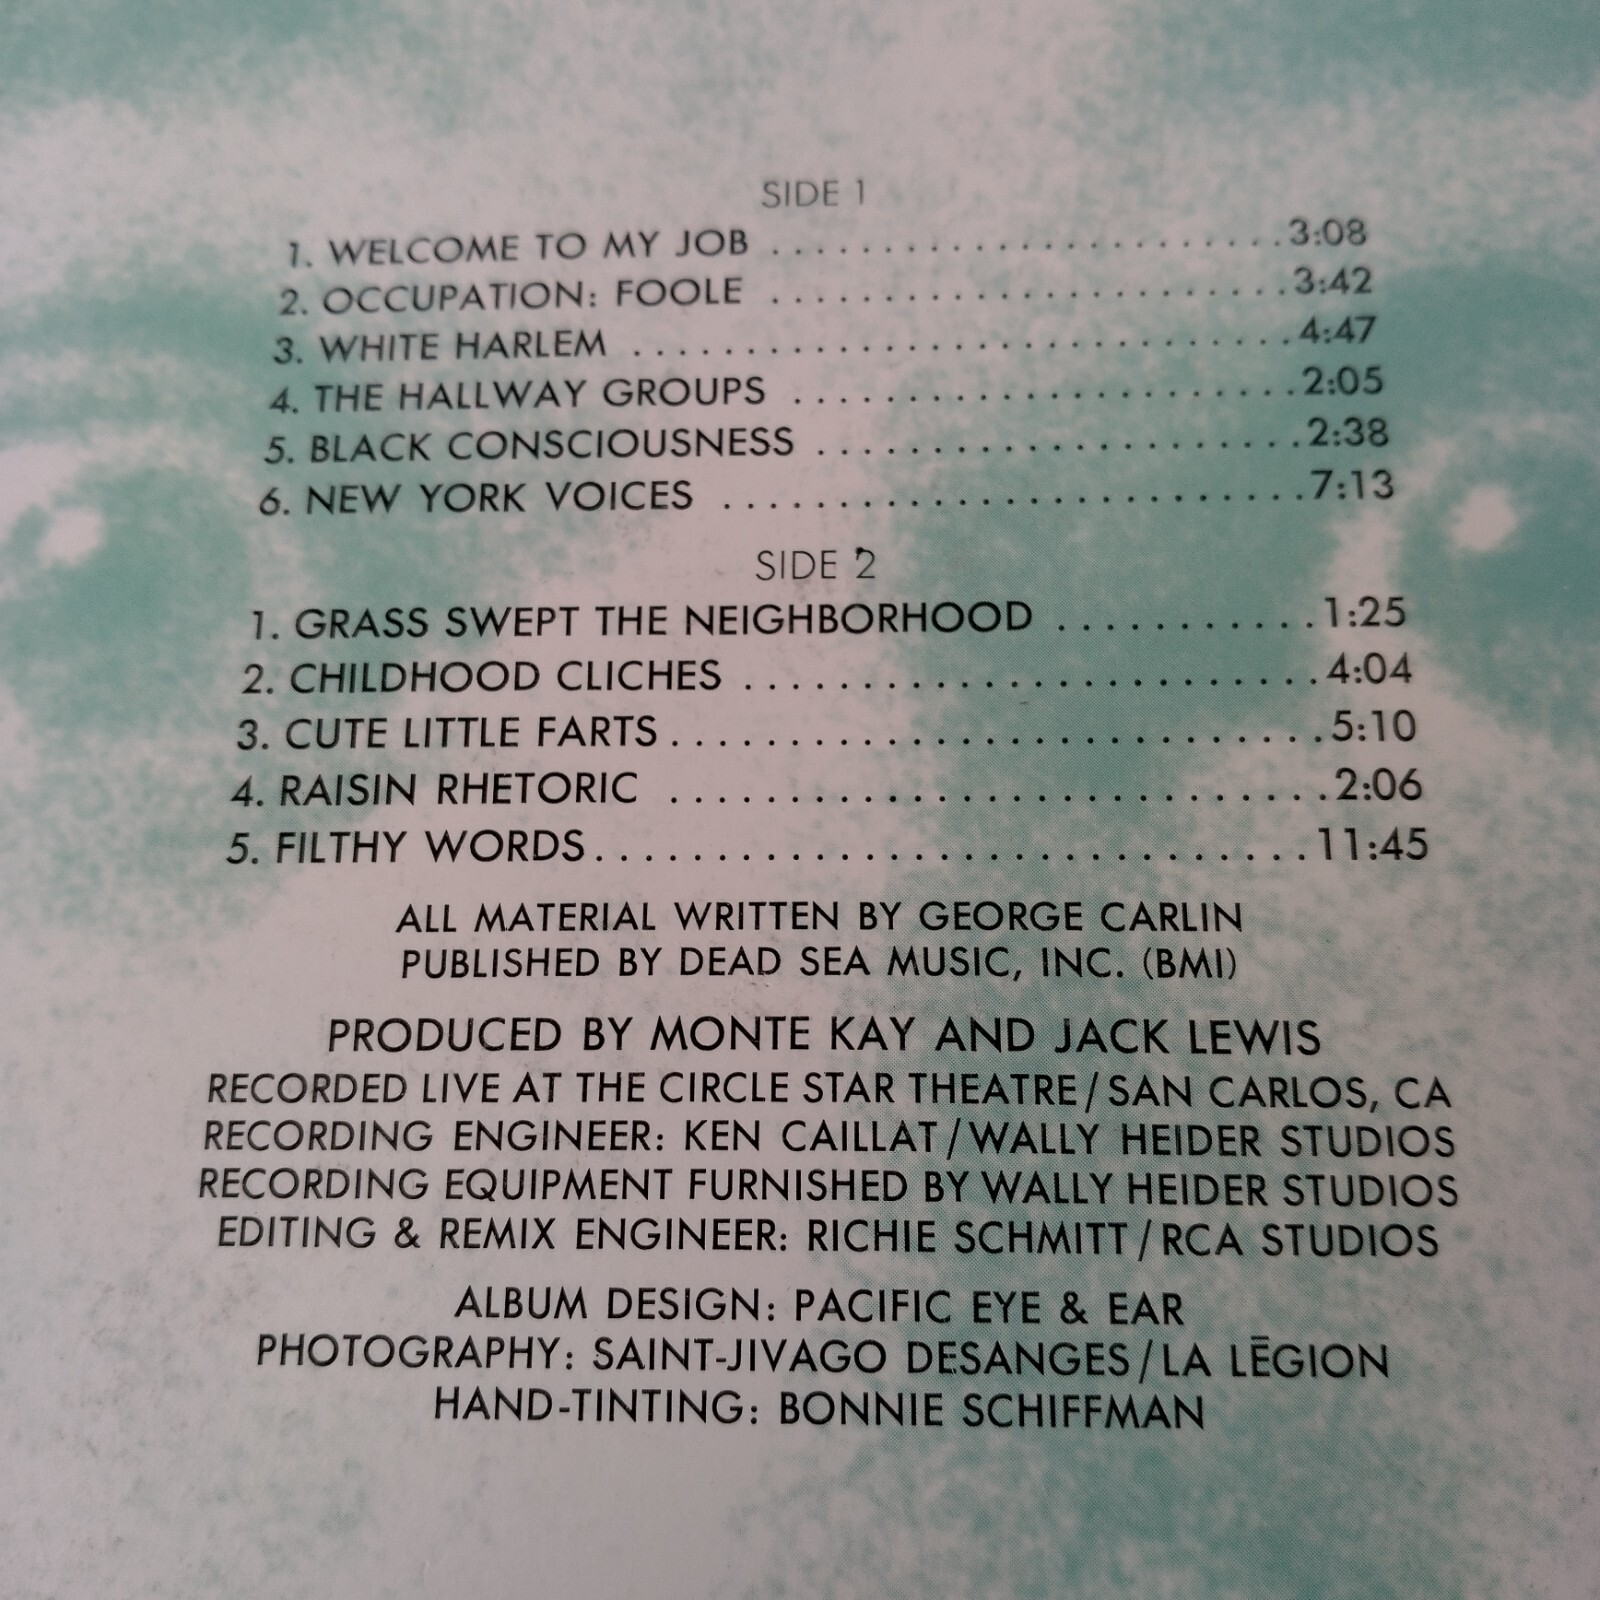 SIDE 1
1. WELCOME TO MY JOB ........................3:08
2. OCCUPATION: FOOLE ........................3:42
3. WHITE HARLEM ..............................4:47
4. THE HALLWAY GROUPS .......................2:05
5. BLACK CONSCIOUSNESS ......................2:38
6. NEW YORK VOICES ..........................7:13
SIDE 2
1. GRASS SWEPT THE NEIGHBORHOOD ...........1:25
2. CHILDHOOD CLICHES ........................4:04
3. CUTE LITTLE FARTS...........................5:10
4. RAISIN RHETORIC ...........................2:06
5. FILTHY WORDS..............................11:45
ALL MATERIAL WRITTEN BY GEORGE CARLIN
PUBLISHED BY DEAD SEA MUSIC, INC. (BMI)
PRODUCED BY MONTE KAY AND JACK LEWIS
RECORDED LIVE AT THE CIRCLE STAR THEATRE/SAN CARLOS, CA
RECORDING ENGINEER: KEN CAILLAT/WALLY HEIDER STUDIOS
RECORDING EQUIPMENT FURNISHED BY WALLY HEIDER STUDIOS
EDITING & REMIX ENGINEER: RICHIE SCHMITT/RCA STUDIOS
ALBUM DESIGN: PACIFIC EYE & EAR
PHOTOGRAPHY: SAINT-JIVAGO DESANGES/LA LĒGION
HAND-TINTING: BONNIE SCHIFFMAN